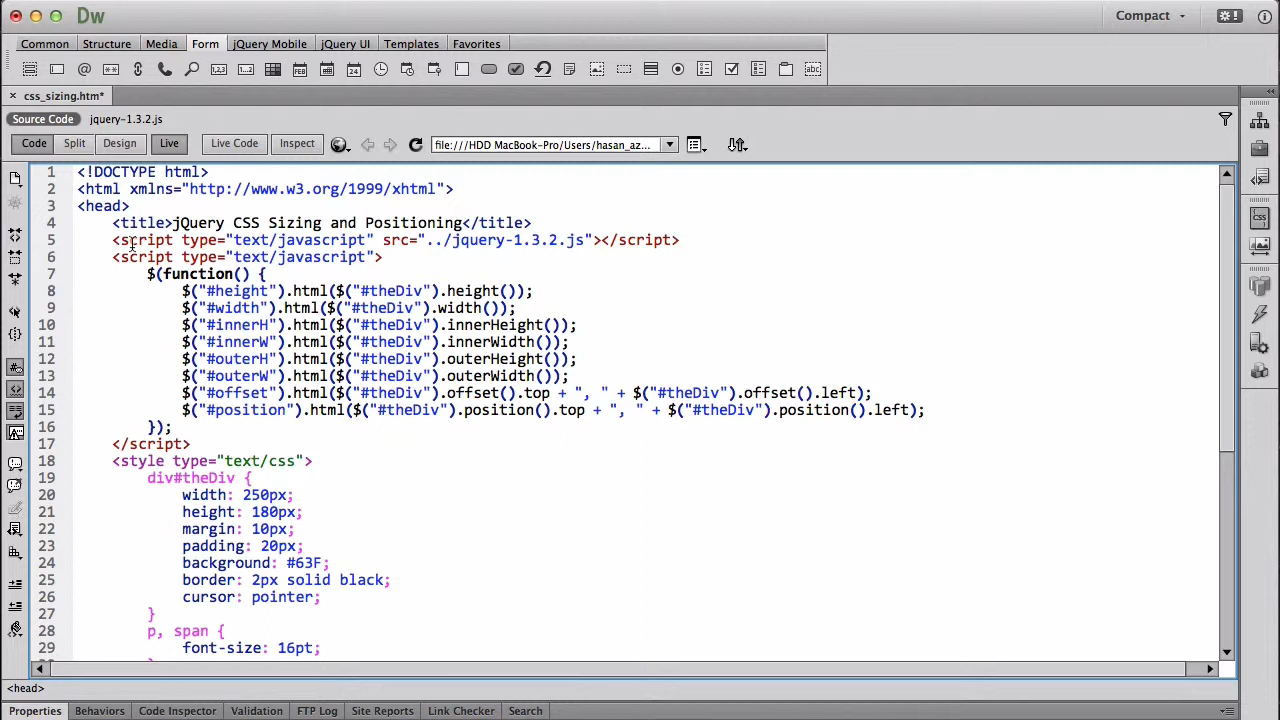 Dw
Compact
Common Structure Media Form jQuery Mobile jQuery UI Templates Favorites
css_sizing.htm*
Source Code jquery-1.3.2.js
Code Split Design Live Live Code Inspect file:///HDD MacBook-Pro/Users/hasan_az...
1 <!DOCTYPE html>
2 <html xmlns="http://www.w3.org/1999/xhtml">
3 <head>
4 <title>jQuery CSS Sizing and Positioning</title>
5 <script type="text/javascript" src="../jquery-1.3.2.js"></script>
6 <script type="text/javascript">
7 $(function() {
8 $("#height").html($("#theDiv").height());
9 $("#width").html($("#theDiv").width());
10 $("#innerH").html($("#theDiv").innerHeight());
11 $("#innerW").html($("#theDiv").innerWidth());
12 $("#outerH").html($("#theDiv").outerHeight());
13 $("#outerW").html($("#theDiv").outerWidth());
14 $("#offset").html($("#theDiv").offset().top + ", " + $("#theDiv").offset().left);
15 $("#position").html($("#theDiv").position().top + ", " + $("#theDiv").position().left);
16 });
17 </script>
18 <style type="text/css">
19 div#theDiv {
20 width: 250px;
21 height: 180px;
22 margin: 10px;
23 padding: 20px;
24 background: #63F;
25 border: 2px solid black;
26 cursor: pointer;
27 }
28 p, span {
29 font-size: 16pt;
<head>
Properties Behaviors Code Inspector Validation FTP Log Site Reports Link Checker Search